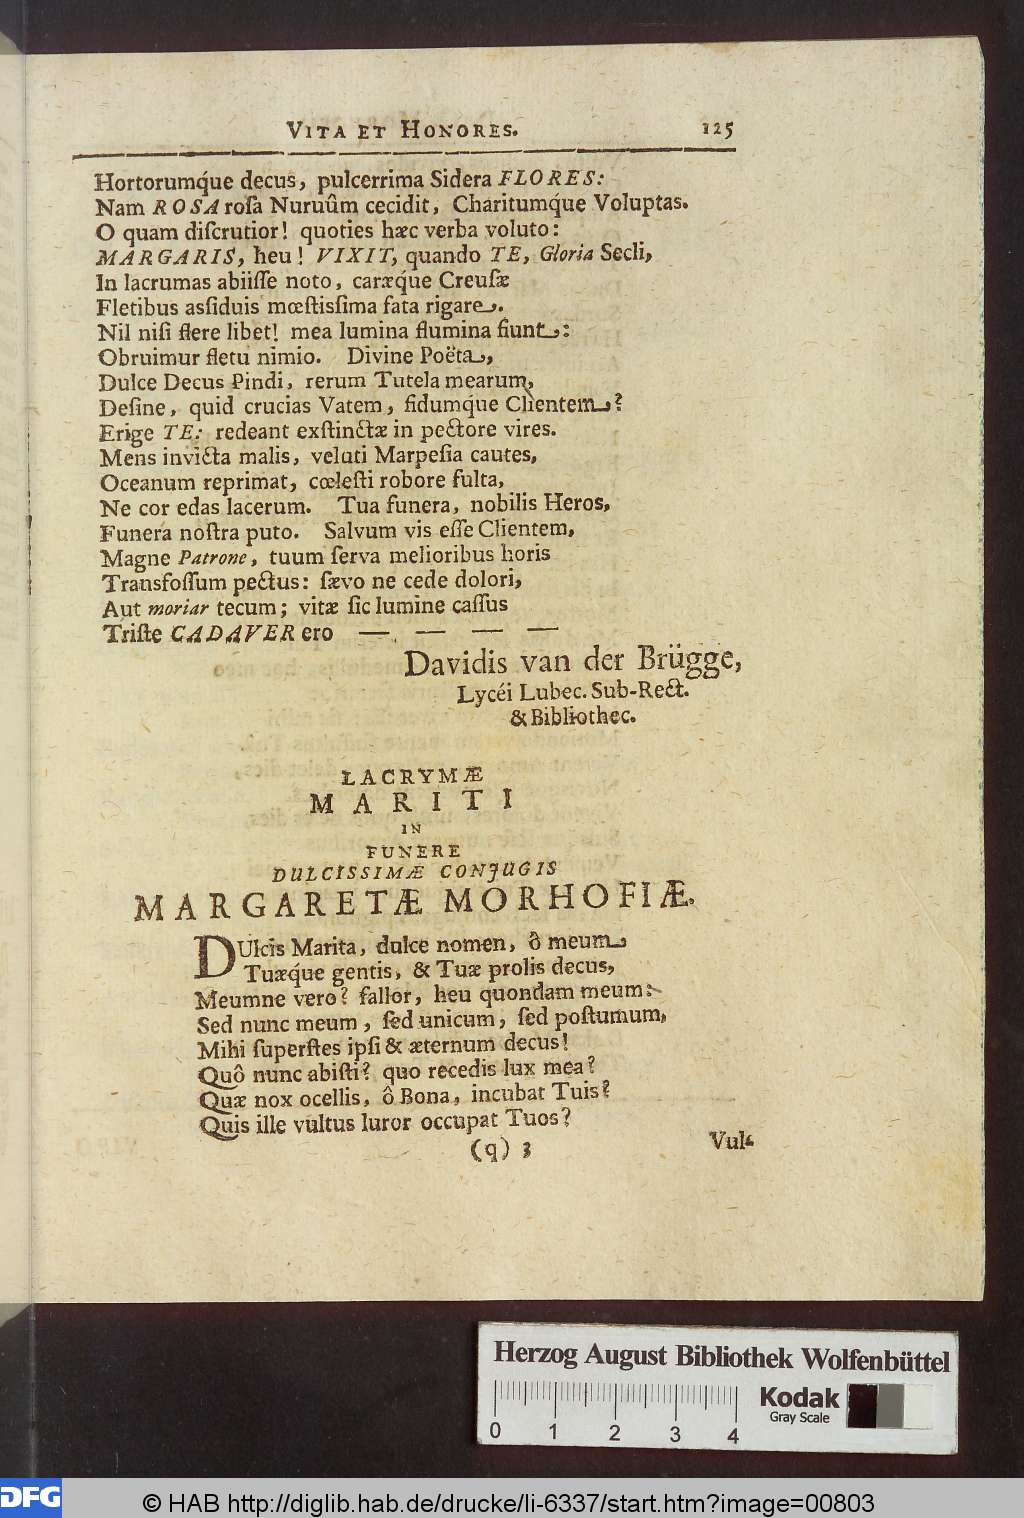 VITA ET HONORES. 125
Hortorumq́ue decus, pulcerrima Sidera FLORES:
Nam ROSA roſa Nuruûm cecidit, Charitumq́ue Voluptas.
O quam diſcrutior! quoties hæc verba voluto:
MARGARIS, heu! VIXIT, quando TE, Gloria Secli,
In lacrumas abiiſſe noto, caræq́ue Creuſæ
Fletibus aſſiduis mœſtisſima fata rigare.
Nil niſi flere libet! mea lumina flumina fiunt:
Obruimur fletu nimio. Divine Poëta,
Dulce Decus Pindi, rerum Tutela mearum,
Deſine, quid crucias Vatem, fidumq́ue Clientem?
Erige TE: redeant exſtinctæ in pectore vires.
Mens invicta malis, veluti Marpeſia cautes,
Oceanum reprimat, cœleſti robore fulta,
Ne cor edas lacerum. Tua funera, nobilis Heros,
Funera noſtra puto. Salvum vis eſſe Clientem,
Magne Patrone, tuum ſerva melioribus horis
Transfoſſum pectus: ſævo ne cede dolori,
Aut moriar tecum; vitæ ſic lumine caſſus
Triſte CADAVER ero — — — —
Davidis van der Brügge,
Lycéi Lubec. Sub-Rect.
& Bibliothec.
LACRYMÆ
MARITI
IN
FUNERE
DULCISSIMÆ CONJUGIS
MARGARETÆ MORHOFIÆ.
DUlcis Marita, dulce nomen, ô meum
Tuæq́ue gentis, & Tuæ prolis decus,
Meumne vero? fallor, heu quondam meum:
Sed nunc meum, ſed unicum, ſed poſtumum,
Mihi ſuperſtes ipſi & æternum decus!
Quô nunc abiſti? quo recedis lux mea?
Quæ nox ocellis, ô Bona, incubat Tuis?
Quis ille vultus luror occupat Tuos?
(q) 3 Vul-
Herzog August Bibliothek Wolfenbüttel
Kodak
Gray Scale
0 1 2 3 4
DFG
© HAB http://diglib.hab.de/drucke/li-6337/start.htm?image=00803